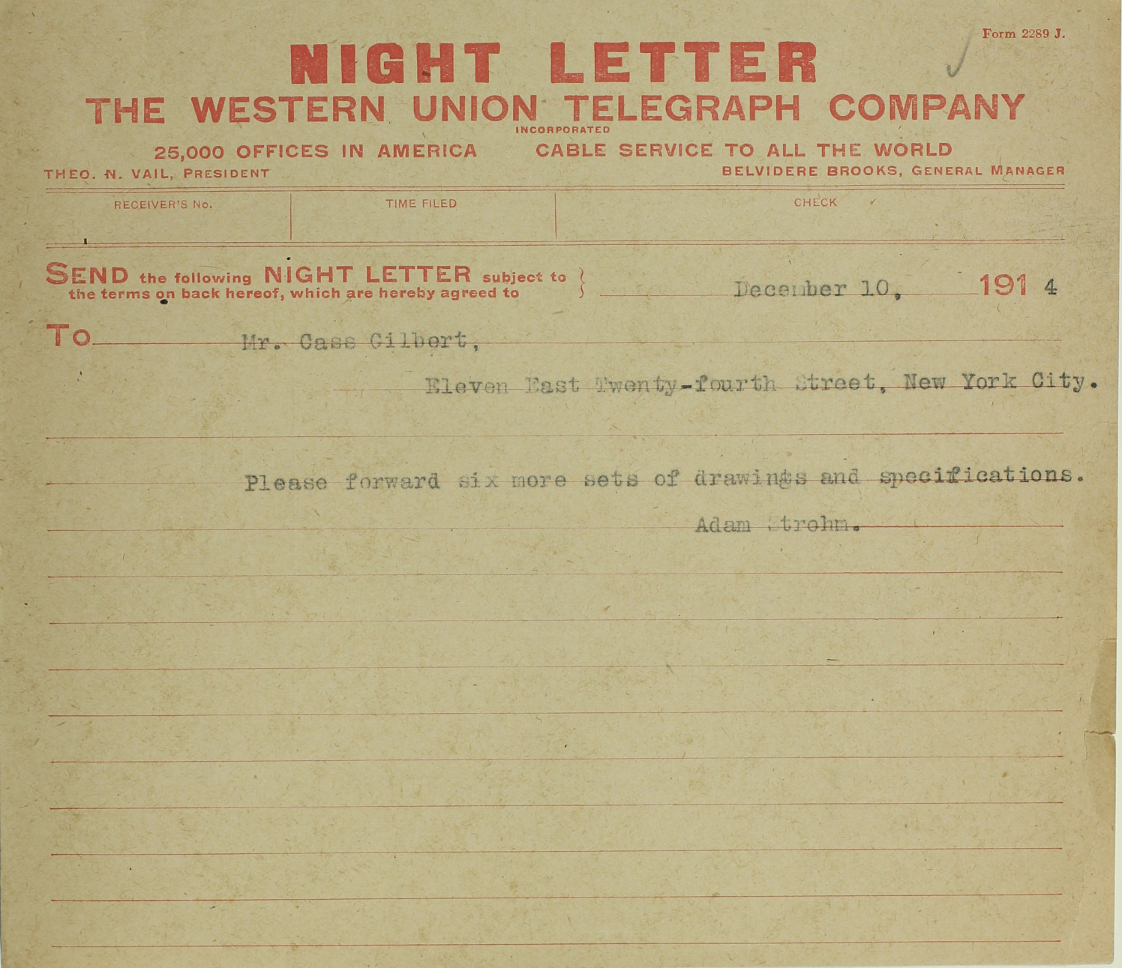 Form 2289 J.
NIGHT LETTER
THE WESTERN UNION TELEGRAPH COMPANY
INCORPORATED
25,000 OFFICES IN AMERICA CABLE SERVICE TO ALL THE WORLD
THEO. N. VAIL, PRESIDENT BELVIDERE BROOKS, GENERAL MANAGER
RECEIVER'S No. TIME FILED CHECK
SEND the following NIGHT LETTER subject to
the terms on back hereof, which are hereby agreed to
December 10, 191 4
To Mr. Cass Gilbert,
Eleven East Twenty-fourth Street, New York City.
Please forward six more sets of drawings and specifications.
Adam Strohm.